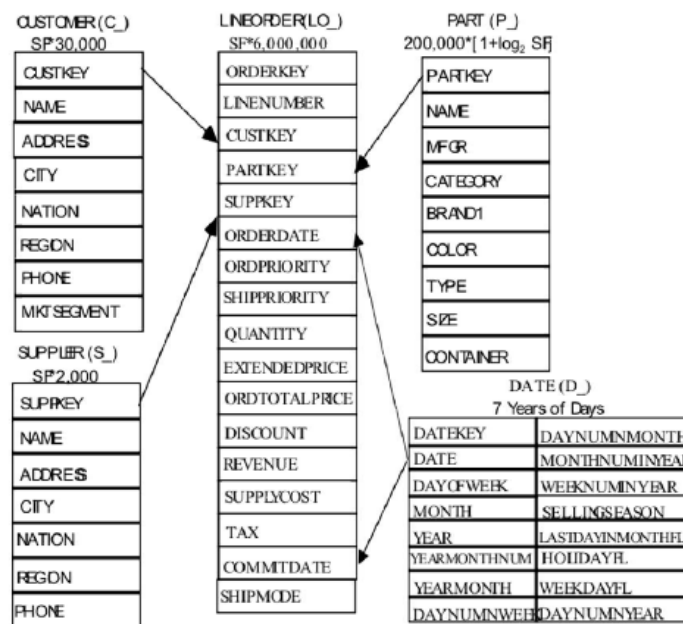 CUSTOMER (C_)
SF*30,000
CUSTKEY
NAME
ADDRESS
CITY
NATION
REGION
PHONE
MKTSEGMENT
SUPPLIER (S_)
SF*2,000
SUPPKEY
NAME
ADDRESS
CITY
NATION
REGION
PHONE
LINEORDER(LO_)
SF*6,000,000
ORDERKEY
LINENUMBER
CUSTKEY
PARTKEY
SUPPKEY
ORDERDATE
ORDPRIORITY
SHIPPRIORITY
QUANTITY
EXTENDEDPRICE
ORDTOTALPRICE
DISCOUNT
REVENUE
SUPPLYCOST
TAX
COMMITDATE
SHIPMODE
PART (P_)
200,000*[1+log₂ SF]
PARTKEY
NAME
MFGR
CATEGORY
BRAND1
COLOR
TYPE
SIZE
CONTAINER
DATE (D_)
7 Years of Days
DATEKEY
DATE
DAYOFWEEK
MONTH
YEAR
YEARMONTHNUM
YEARMONTH
DAYNUMNWEEK
DAYNUMNMONTH
MONTHNUMINYEAR
WEEKNUMINYEAR
SELLINGSEASON
LASTDAYINMONTHFL
HOLIDAYFL
WEEKDAYFL
DAYNUMNYEAR